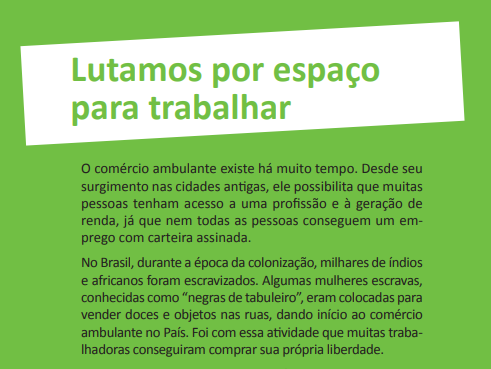 Lutamos por espaço
para trabalhar
O comércio ambulante existe há muito tempo. Desde seu
surgimento nas cidades antigas, ele possibilita que muitas
pessoas tenham acesso a uma profissão e à geração de
renda, já que nem todas as pessoas conseguem um em-
prego com carteira assinada.
No Brasil, durante a época da colonização, milhares de índios
e africanos foram escravizados. Algumas mulheres escravas,
conhecidas como “negras de tabuleiro”, eram colocadas para
vender doces e objetos nas ruas, dando início ao comércio
ambulante no País. Foi com essa atividade que muitas traba-
lhadoras conseguiram comprar sua própria liberdade.